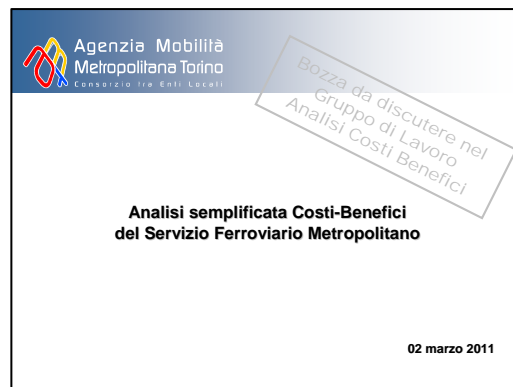 Agenzia Mobilità
Metropolitana Torino
Consorzio fra Enti Locali
Bozza da discutere nel
Gruppo di Lavoro
Analisi Costi Benefici
Analisi semplificata Costi-Benefici
del Servizio Ferroviario Metropolitano
02 marzo 2011